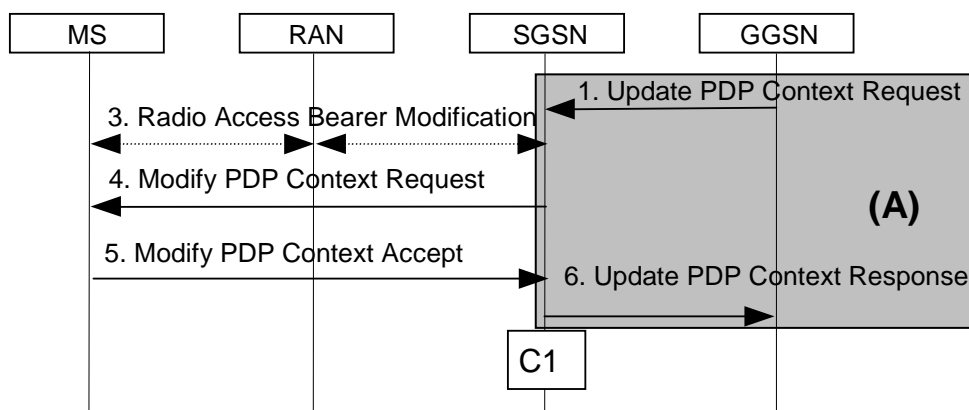 MS
RAN
SGSN
GGSN
1. Update PDP Context Request
3. Radio Access Bearer Modification
4. Modify PDP Context Request
(A)
5. Modify PDP Context Accept
6. Update PDP Context Response
C1